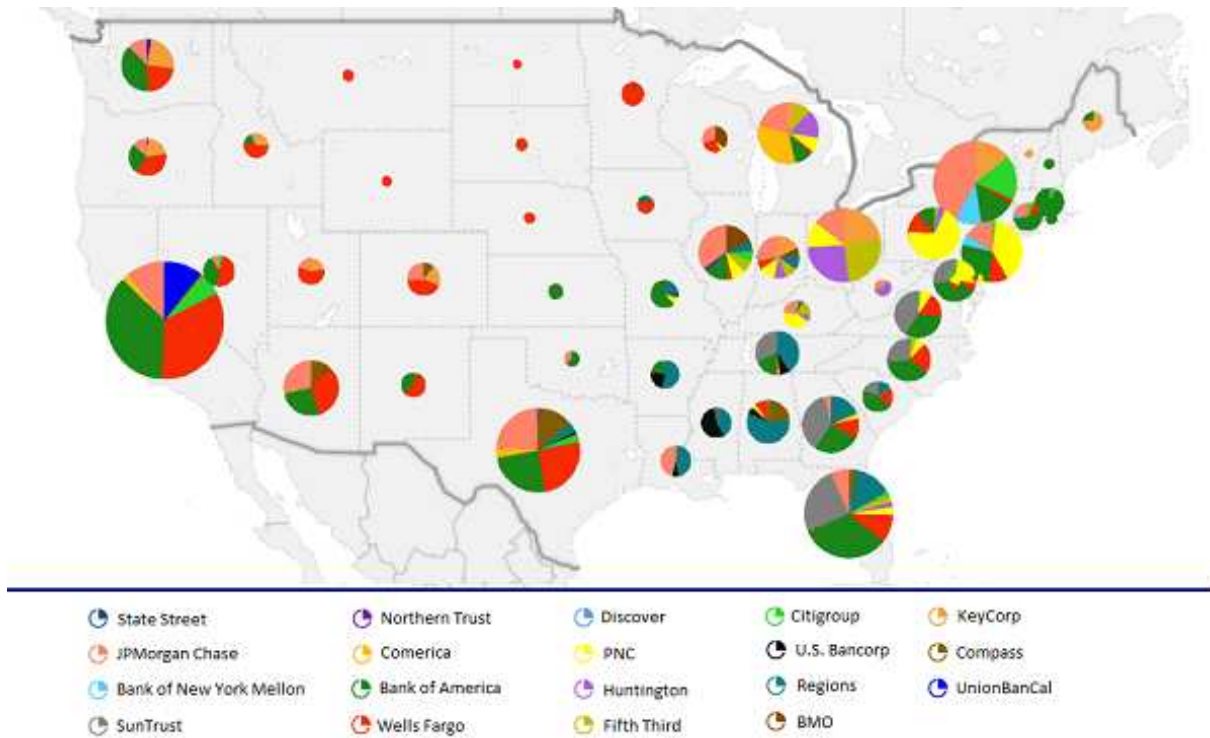 State Street Northern Trust Discover Citigroup KeyCorp
JPMorgan Chase Comerica PNC U.S. Bancorp Compass
Bank of New York Mellon Bank of America Huntington Regions UnionBanCal
SunTrust Wells Fargo Fifth Third BMO